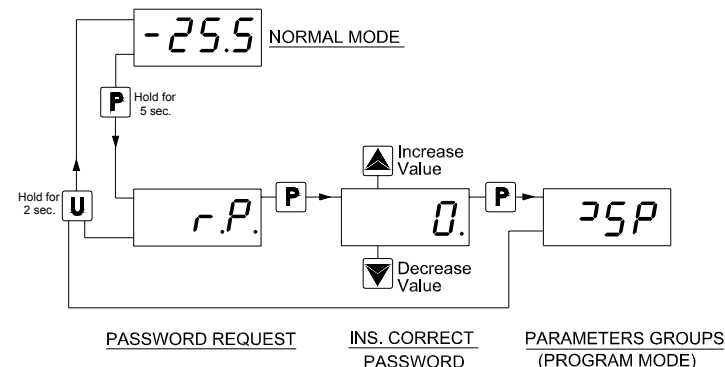 -25.5
NORMAL MODE
P
Hold for
5 sec.
Increase
Value
Hold for
2 sec.
U
r.P.
P
0.
P
SP
Decrease
Value
PASSWORD REQUEST
INS. CORRECT
PASSWORD
PARAMETERS GROUPS
(PROGRAM MODE)